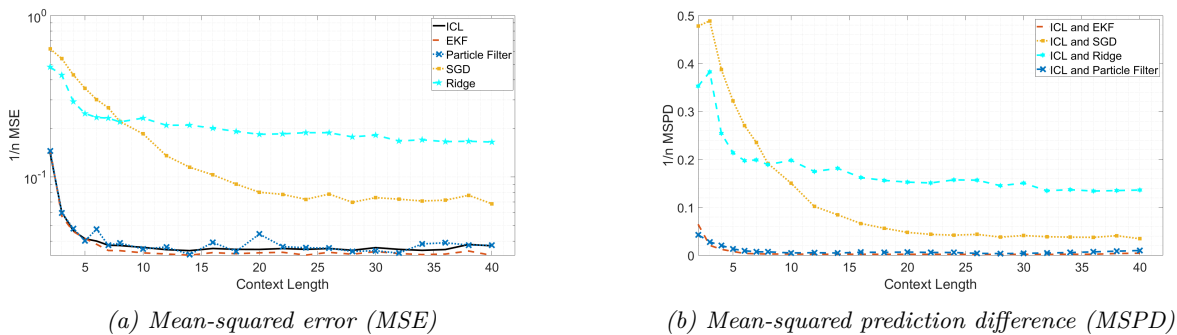 10⁰
10⁻¹
1/n MSE
5 10 15 20 25 30 35 40
Context Length
ICL
EKF
Particle Filter
SGD
Ridge
(a) Mean-squared error (MSE)
0.5
0.4
0.3
0.2
0.1
0
1/n MSPD
5 10 15 20 25 30 35 40
Context Length
ICL and EKF
ICL and SGD
ICL and Ridge
ICL and Particle Filter
(b) Mean-squared prediction difference (MSPD)